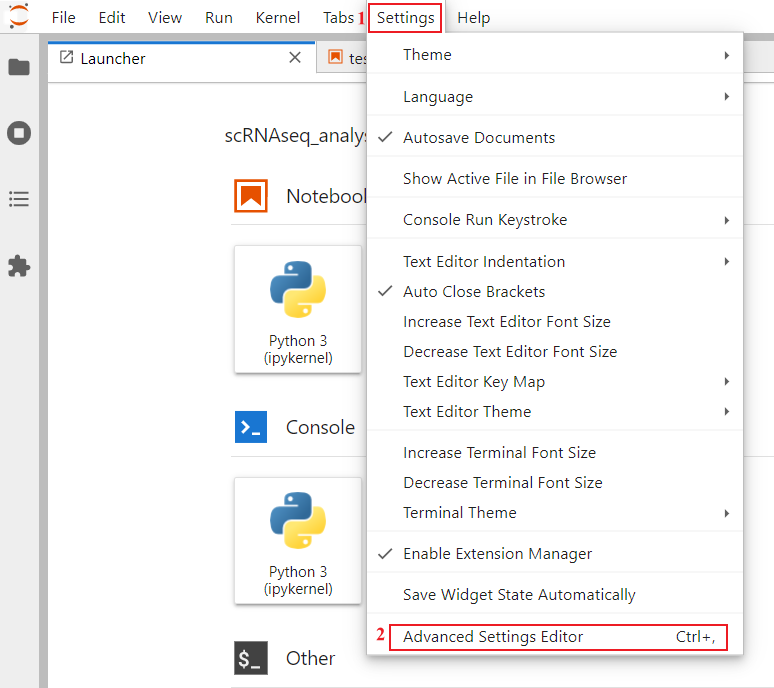 File Edit View Run Kernel Tabs 1 Settings Help
Launcher
tes
scRNAseq_analys
Notebook
Python 3
(ipykernel)
Console
Python 3
(ipykernel)
$_ Other
Theme
Language
Autosave Documents
Show Active File in File Browser
Console Run Keystroke
Text Editor Indentation
Auto Close Brackets
Increase Text Editor Font Size
Decrease Text Editor Font Size
Text Editor Key Map
Text Editor Theme
Increase Terminal Font Size
Decrease Terminal Font Size
Terminal Theme
Enable Extension Manager
Save Widget State Automatically
2 Advanced Settings Editor Ctrl+,